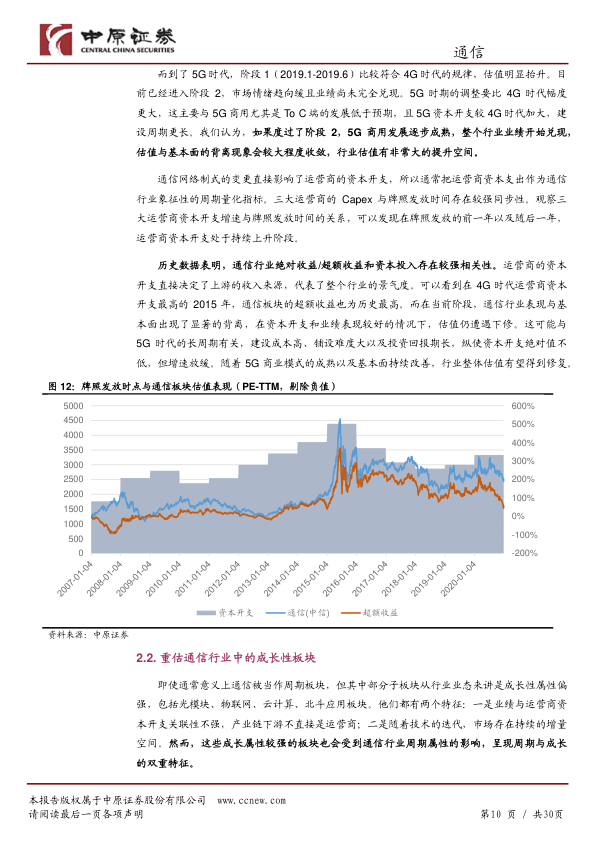 中原证券
CENTRAL CHINA SECURITIES
通信
而到了 5G 时代，阶段 1（2019.1-2019.6）比较符合 4G 时代的规律，估值明显抬升。目
前已经进入阶段 2，市场情绪趋向缓且业绩尚未完全兑现。5G 时期的调整要比 4G 时代幅度
更大，这主要与 5G 商用尤其是 To C 端的发展低于预期，且 5G 资本开支较 4G 时代加大，建
设周期更长。我们认为，如果度过了阶段 2，5G 商用发展逐步成熟，整个行业业绩开始兑现，
估值与基本面的背离现象会较大程度收敛，行业估值有非常大的提升空间。
通信网络制式的变更直接影响了运营商的资本开支，所以通常把运营商资本支出作为通信
行业象征性的周期量化指标。三大运营商的 Capex 与牌照发放时间存在较强同步性。观察三
大运营商资本开支增速与牌照发放时间的关系，可以发现在牌照发放的前一年以及随后一年，
运营商资本开支处于持续上升阶段。
历史数据表明，通信行业绝对收益/超额收益和资本投入存在较强相关性。运营商的资本
开支直接决定了上游的收入来源，代表了整个行业的景气度。可以看到在 4G 时代运营商资本
开支最高的 2015 年，通信板块的超额收益也为历史最高。而在当前阶段，通信行业表现与基
本面出现了显著的背离，在资本开支和业绩表现较好的情况下，估值仍遭遇下修。这可能与
5G 时代的长周期有关，建设成本高、铺设难度大以及投资回报期长，纵使资本开支绝对值不
低，但增速放缓。随着 5G 商业模式的成熟以及基本面持续改善，行业整体估值有望得到修复。
图 12：牌照发放时点与通信板块估值表现（PE-TTM，剔除负值）
5000
4500
4000
3500
3000
2500
2000
1500
1000
500
0
600%
500%
400%
300%
200%
100%
0%
-100%
-200%
2007-01-04
2008-01-04
2009-01-04
2010-01-04
2011-01-04
2012-01-04
2013-01-04
2014-01-04
2015-01-04
2016-01-04
2017-01-04
2018-01-04
2019-01-04
2020-01-04
资本开支 通信(中信) 超额收益
资料来源：中原证券
2.2. 重估通信行业中的成长性板块
即使通常意义上通信被当作周期板块，但其中部分子板块从行业业态来讲是成长性属性偏
强，包括光模块、物联网、云计算、北斗应用板块。他们都有两个特征：一是业绩与运营商资
本开支关联性不强，产业链下游不直接是运营商；二是随着技术的迭代，市场存在持续的增量
空间。然而，这些成长属性较强的板块也会受到通信行业周期属性的影响，呈现周期与成长
的双重特征。
本报告版权属于中原证券股份有限公司 www.ccnew.com
请阅读最后一页各项声明 第10 页 / 共30页